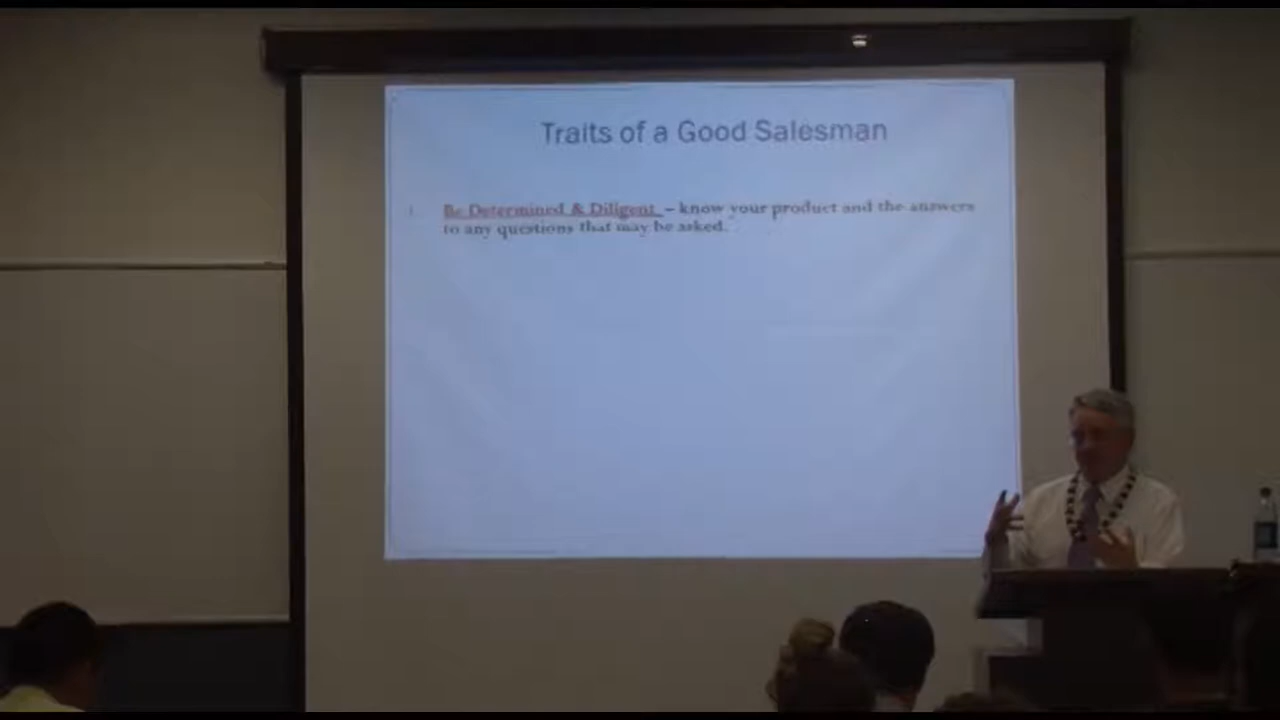 Traits of a Good Salesman
1. Be Determined & Diligent – know your product and the answers
to any questions that may be asked.